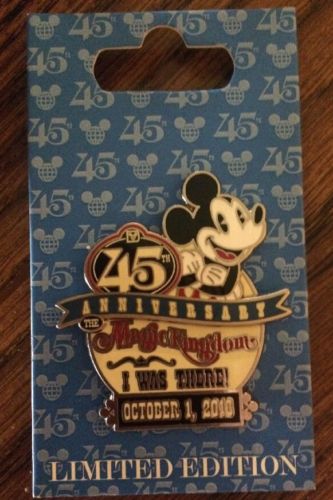 45TH
ANNIVERSARY
THE
Magic Kingdom
I WAS THERE!
OCTOBER 1, 2016
LIMITED EDITION